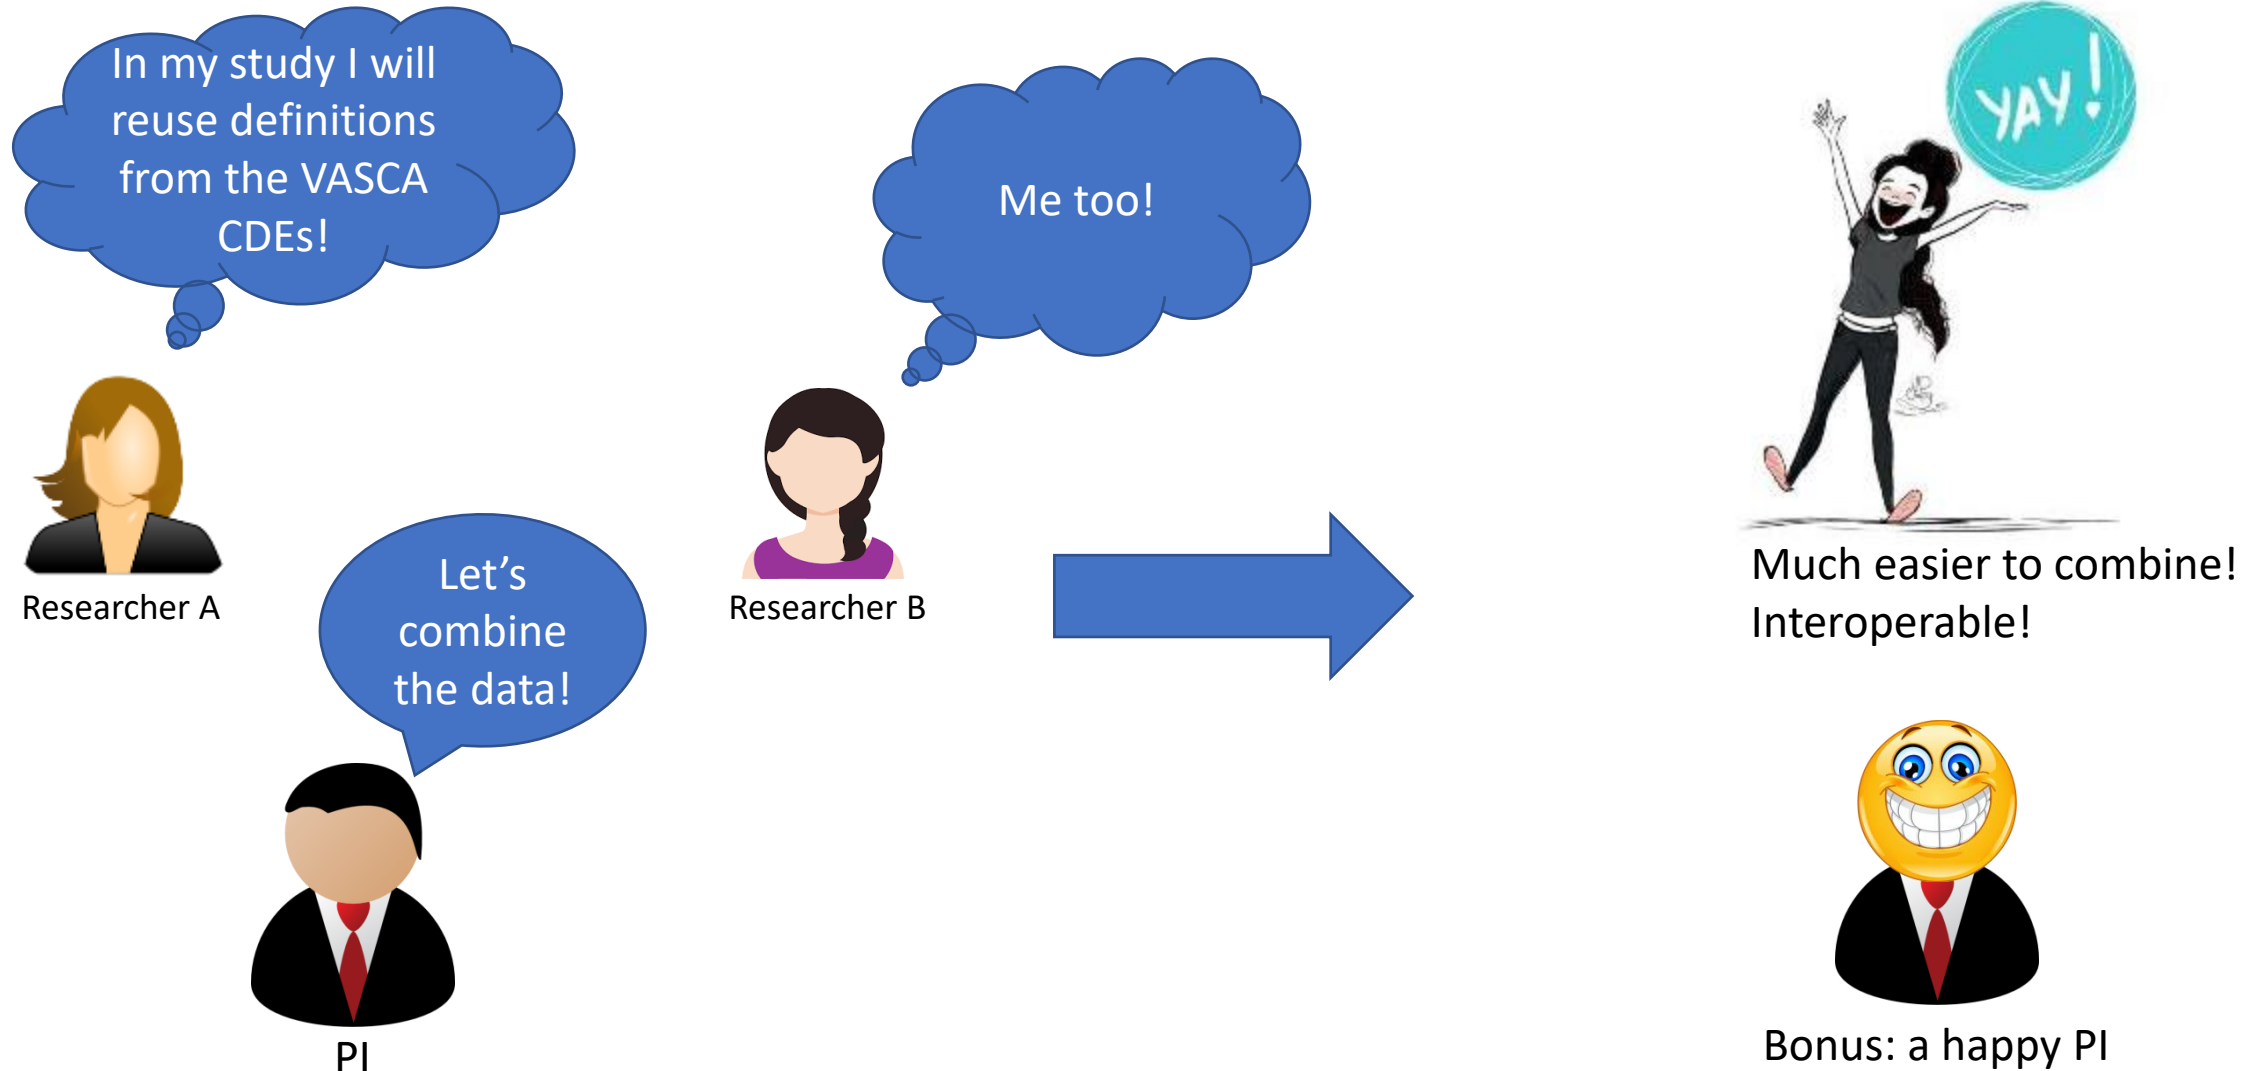 In my study I will
reuse definitions
from the VASCA
CDEs!
Me too!
YAY!
Researcher A
Let’s
combine
the data!
Researcher B
Much easier to combine!
Interoperable!
PI
Bonus: a happy PI